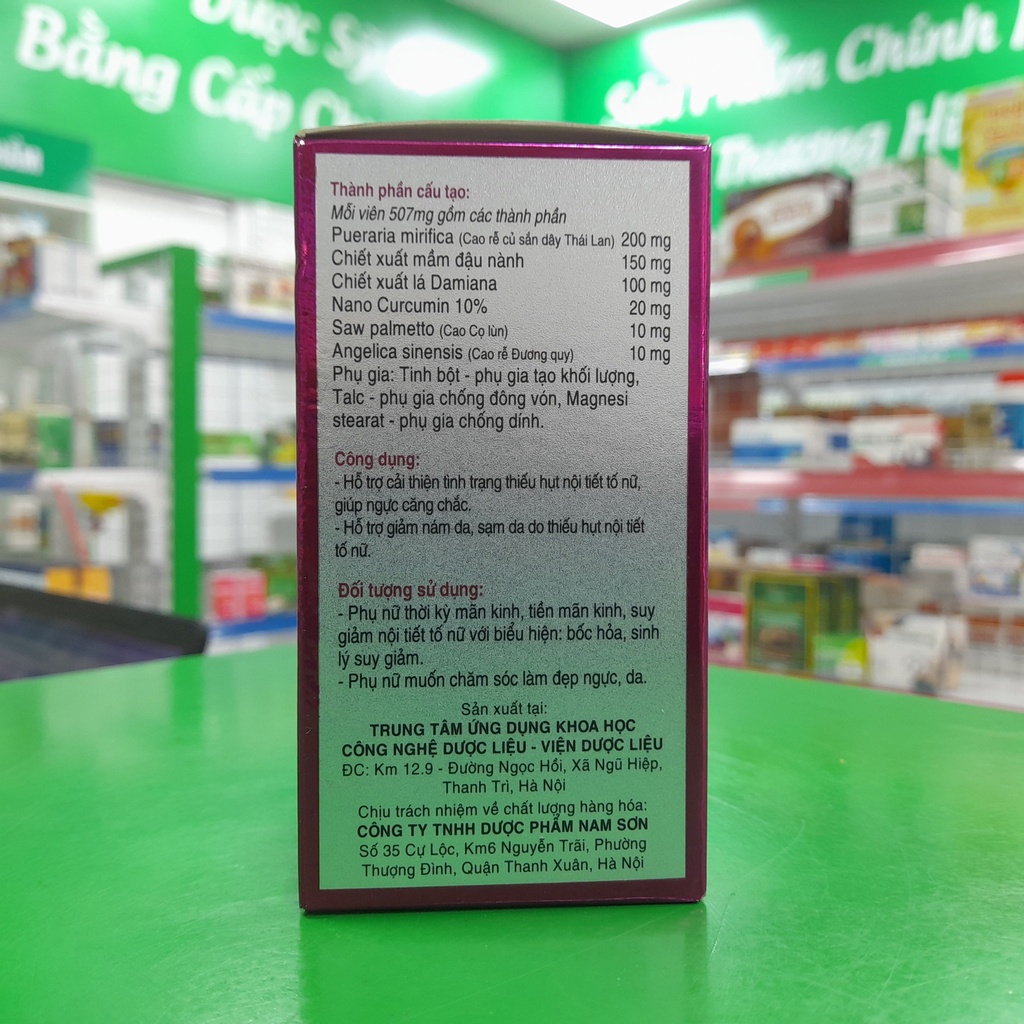 Dược S
Bằng Cấp Ch
Sản Phẩm Chính
Thương Hi
Thành phần cấu tạo:
Mỗi viên 507mg gồm các thành phần
Pueraria mirifica (Cao rễ củ sắn dây Thái Lan) 200 mg
Chiết xuất mầm đậu nành 150 mg
Chiết xuất lá Damiana 100 mg
Nano Curcumin 10% 20 mg
Saw palmetto (Cao Cọ lùn) 10 mg
Angelica sinensis (Cao rễ Đương quy) 10 mg
Phụ gia: Tinh bột - phụ gia tạo khối lượng,
Talc - phụ gia chống đông vón, Magnesi
stearat - phụ gia chống dính.
Công dụng:
- Hỗ trợ cải thiện tình trạng thiếu hụt nội tiết tố nữ,
giúp ngực căng chắc.
- Hỗ trợ giảm nám da, sạm da do thiếu hụt nội tiết
tố nữ.
Đối tượng sử dụng:
- Phụ nữ thời kỳ mãn kinh, tiền mãn kinh, suy
giảm nội tiết tố nữ với biểu hiện: bốc hỏa, sinh
lý suy giảm.
- Phụ nữ muốn chăm sóc làm đẹp ngực, da.
Sản xuất tại:
TRUNG TÂM ỨNG DỤNG KHOA HỌC
CÔNG NGHỆ DƯỢC LIỆU - VIỆN DƯỢC LIỆU
ĐC: Km 12.9 - Đường Ngọc Hồi, Xã Ngũ Hiệp,
Thanh Trì, Hà Nội
Chịu trách nhiệm về chất lượng hàng hóa:
CÔNG TY TNHH DƯỢC PHẨM NAM SƠN
Số 35 Cự Lộc, Km6 Nguyễn Trãi, Phường
Thượng Đình, Quận Thanh Xuân, Hà Nội